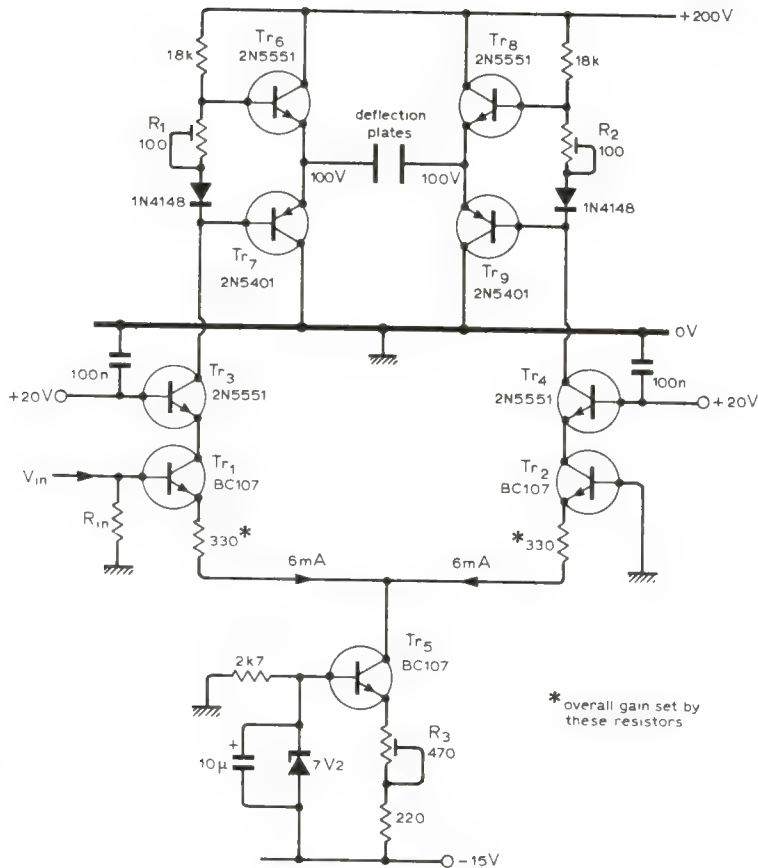 +200V
Tr6
2N5551
Tr8
2N5551
18k
18k
R1
100
deflection
plates
R2
100
100V
100V
1N4148
1N4148
Tr7
2N5401
Tr9
2N5401
0V
100n
100n
Tr3
2N5551
Tr4
2N5551
+20V
+20V
Vin
Tr1
BC107
Tr2
BC107
Rin
330*
*330
6mA
6mA
Tr5
BC107
2k7
R3
470
+
10μ
7V2
220
-15V
*overall gain set by
these resistors